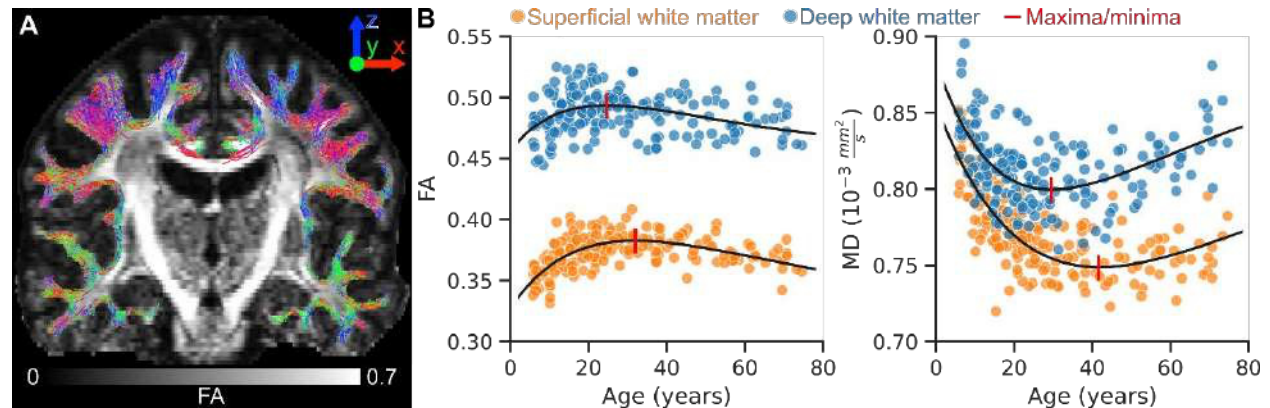 A
z
y
x
0
0.7
FA
B
Superficial white matter
Deep white matter
Maxima/minima
0.55
0.50
0.45
0.40
0.35
0.30
FA
0
20
40
60
80
Age (years)
0.90
0.85
0.80
0.75
0.70
MD (10⁻³ mm²/s)
0
20
40
60
80
Age (years)